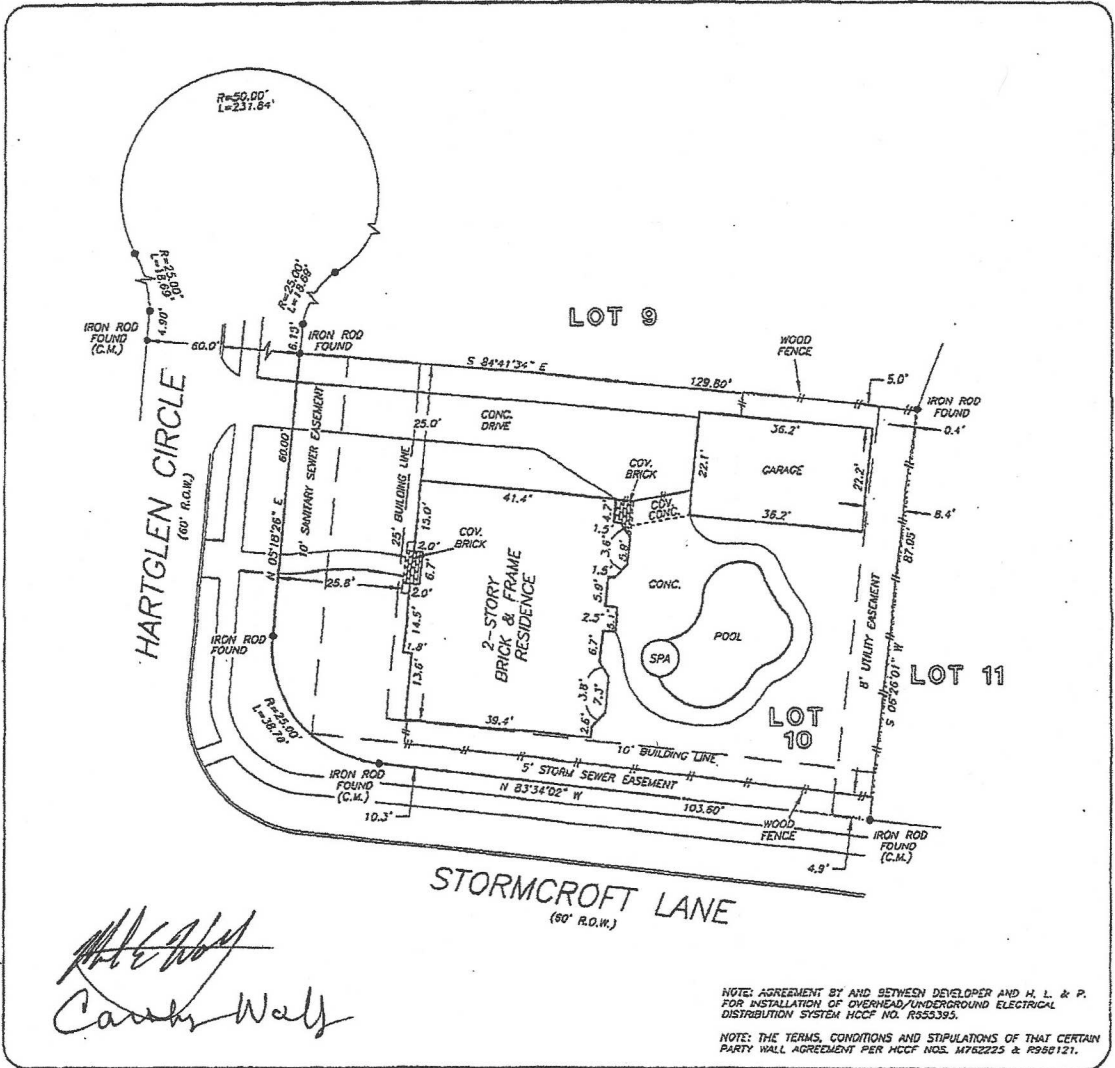 R=50.00'
L=231.84'
R=25.00'
L=18.69'
R=25.00'
L=18.69'
4.90'
6.19'
IRON ROD
FOUND
(C.M.)
60.0'
IRON ROD
FOUND
LOT 9
S 84°41'34" E
129.80'
WOOD
FENCE
5.0'
IRON ROD
FOUND
0.4'
HARTGLEN CIRCLE
(60' R.O.W.)
60.00'
N 05°18'26" E
10' SANITARY SEWER EASEMENT
25' BUILDING LINE
25.0'
CONC.
DRIVE
36.2'
22.1'
GARAGE
22.2'
36.2'
8.4'
87.05'
S 06°26'01" W
8' UTILITY EASEMENT
LOT 11
COV.
BRICK
COV.
CONC.
41.4'
15.0'
4.7'
1.5'
3.6'
5.9'
1.5'
5.9'
2.5'
5.1'
6.7'
3.8'
7.3'
2.6'
COV.
BRICK
2.0'
6.7'
2.0'
25.8'
14.5'
.8'
13.6'
2-STORY
BRICK & FRAME
RESIDENCE
CONC.
POOL
SPA
LOT
10
IRON ROD
FOUND
R=25.00'
L=38.78'
39.4'
10' BUILDING LINE
5' STORM SEWER EASEMENT
N 83°34'02" W
103.60'
IRON ROD
FOUND
(C.M.)
10.3'
WOOD
FENCE
IRON ROD
FOUND
(C.M.)
4.9'
STORMCROFT LANE
(60' R.O.W.)
Wolf
NOTE: AGREEMENT BY AND BETWEEN DEVELOPER AND H. L. & P.
FOR INSTALLATION OF OVERHEAD/UNDERGROUND ELECTRICAL
DISTRIBUTION SYSTEM HCCF NO. R555395.
NOTE: THE TERMS, CONDITIONS AND STIPULATIONS OF THAT CERTAIN
PARTY WALL AGREEMENT PER HCCF NOS. M762225 & R968121.